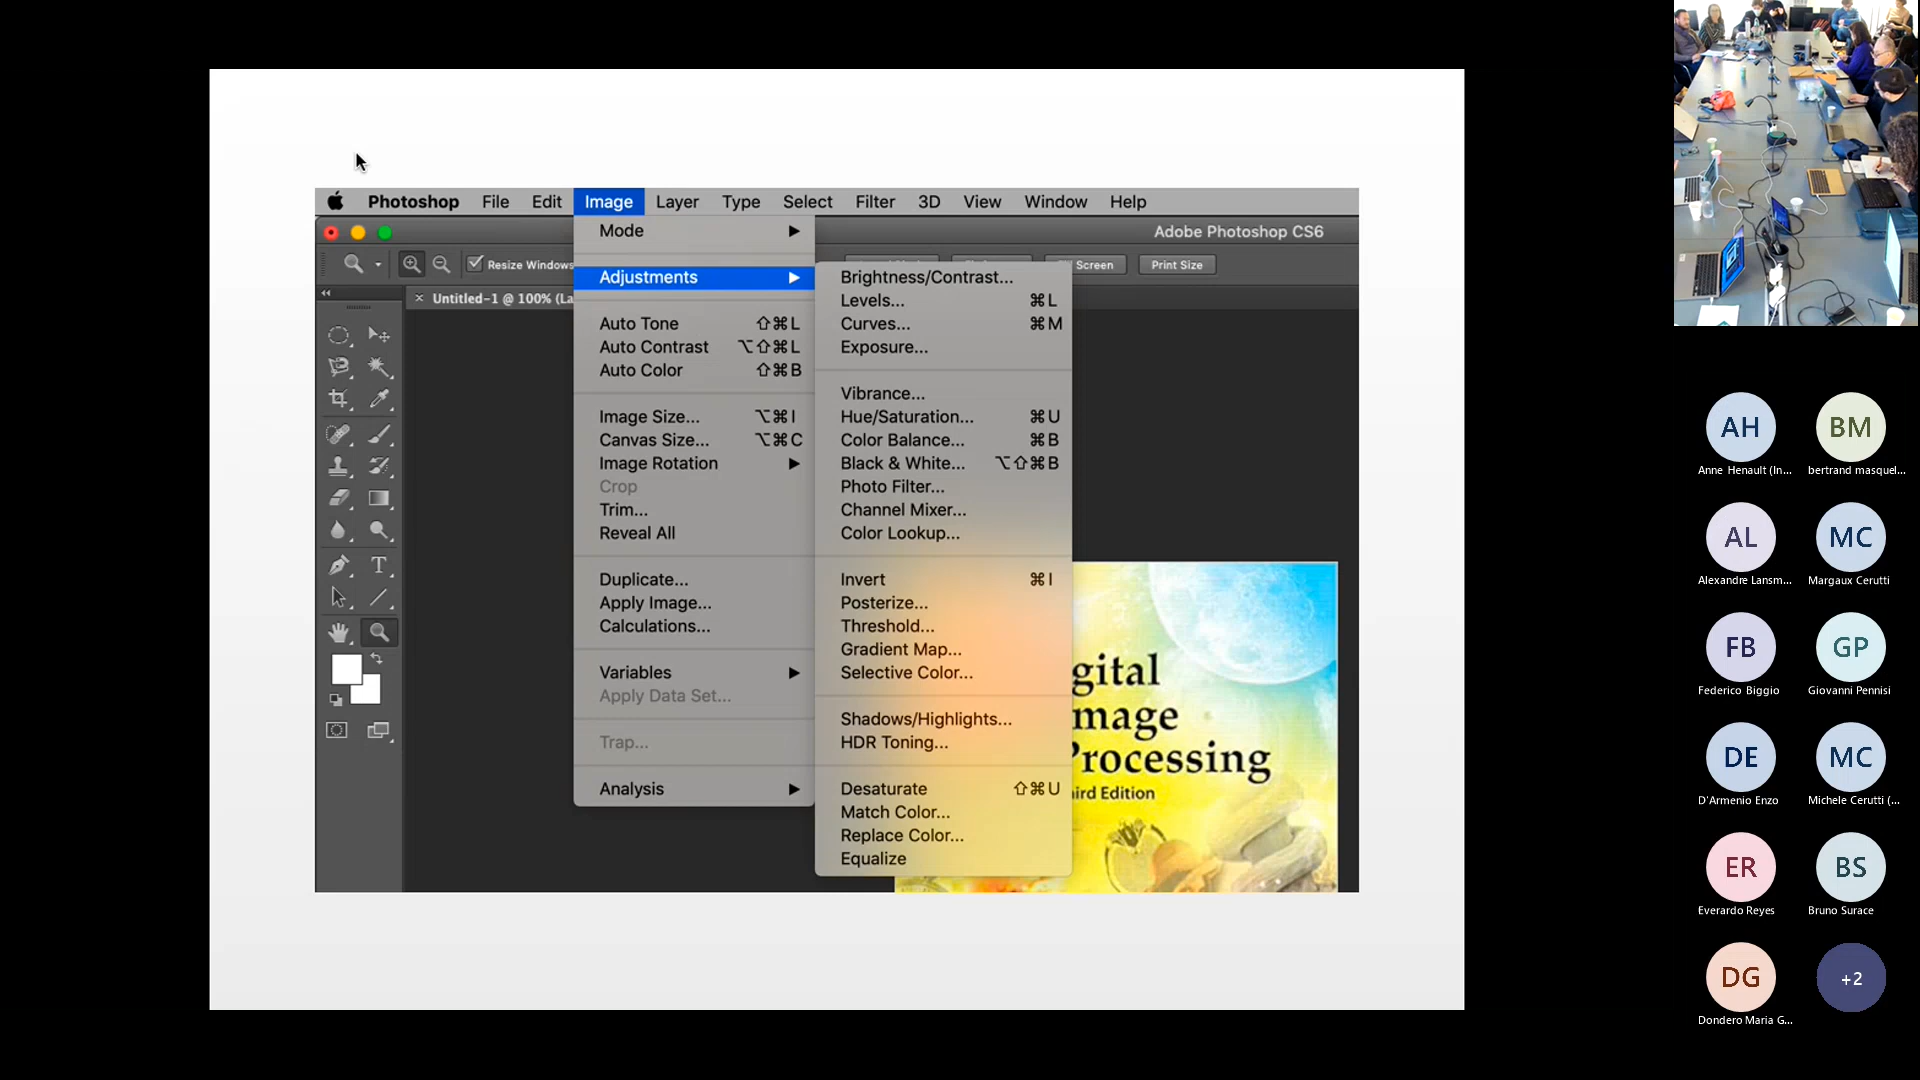 Photoshop File Edit Image Layer Type Select Filter 3D View Window Help
Adobe Photoshop CS6
Resize Windows
Screen
Print Size
Untitled-1 @ 100% (La
Mode
Adjustments
Auto Tone ⇧⌘L
Auto Contrast ⌥⇧⌘L
Auto Color ⇧⌘B
Image Size... ⌥⌘I
Canvas Size... ⌥⌘C
Image Rotation
Crop
Trim...
Reveal All
Duplicate...
Apply Image...
Calculations...
Variables
Apply Data Set...
Trap...
Analysis
Brightness/Contrast...
Levels... ⌘L
Curves... ⌘M
Exposure...
Vibrance...
Hue/Saturation... ⌘U
Color Balance... ⌘B
Black & White... ⌥⇧⌘B
Photo Filter...
Channel Mixer...
Color Lookup...
Invert ⌘I
Posterize...
Threshold...
Gradient Map...
Selective Color...
Shadows/Highlights...
HDR Toning...
Desaturate ⇧⌘U
Match Color...
Replace Color...
Equalize
gital
mage
Processing
ird Edition
AH BM
Anne Henault (In... bertrand masquel...
AL MC
Alexandre Lansm... Margaux Cerutti
FB GP
Federico Biggio Giovanni Pennisi
DE MC
D'Armenio Enzo Michele Cerutti (...
ER BS
Everardo Reyes Bruno Surace
DG +2
Dondero Maria G...